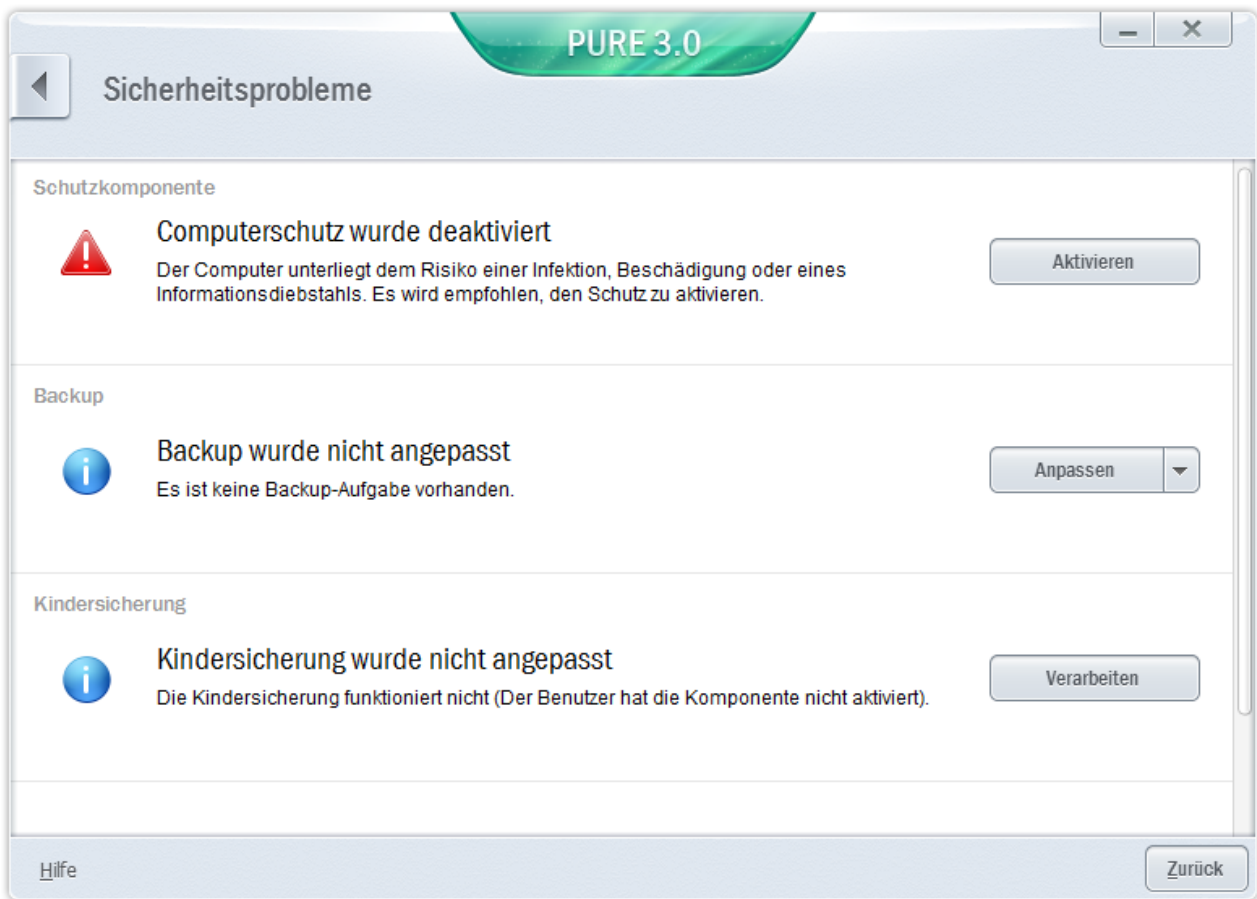 PURE 3.0
Sicherheitsprobleme
Schutzkomponente
Computerschutz wurde deaktiviert
Der Computer unterliegt dem Risiko einer Infektion, Beschädigung oder eines
Informationsdiebstahls. Es wird empfohlen, den Schutz zu aktivieren.
Aktivieren
Backup
Backup wurde nicht angepasst
Es ist keine Backup-Aufgabe vorhanden.
Anpassen
Kindersicherung
Kindersicherung wurde nicht angepasst
Die Kindersicherung funktioniert nicht (Der Benutzer hat die Komponente nicht aktiviert).
Verarbeiten
Hilfe
Zurück